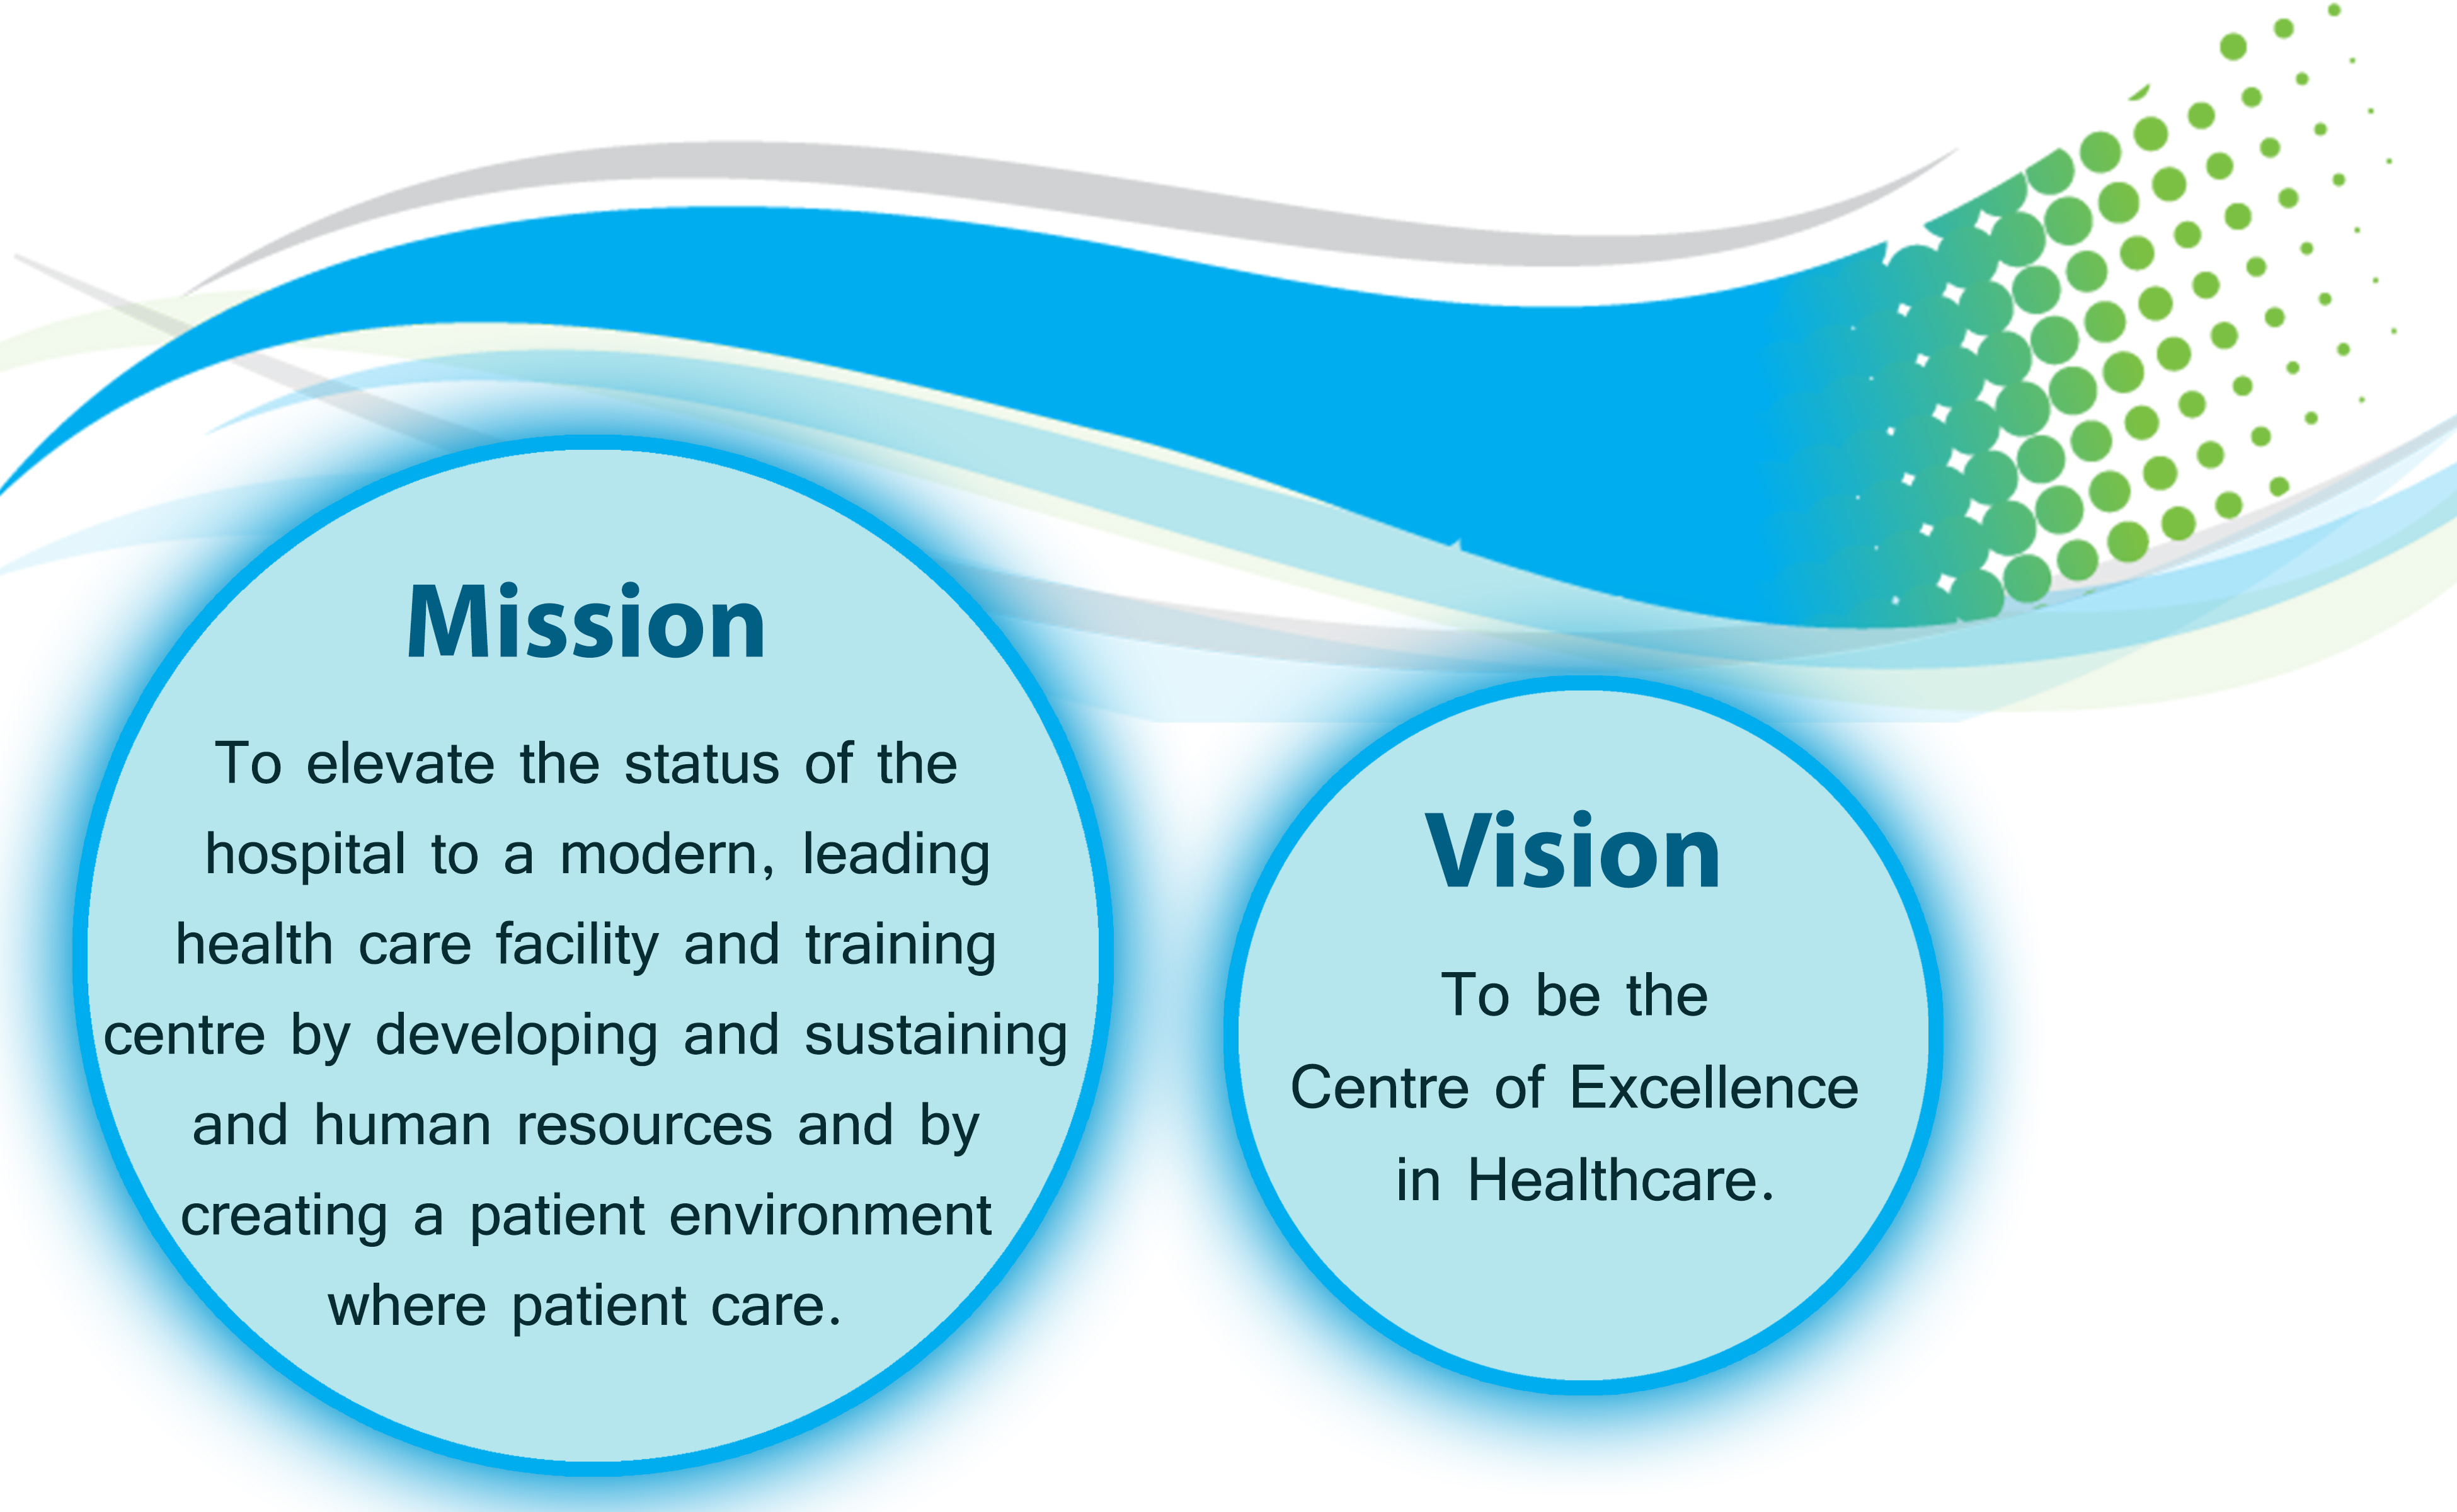 Mission
To elevate the status of the
hospital to a modern, leading
health care facility and training
centre by developing and sustaining
and human resources and by
creating a patient environment
where patient care.
Vision
To be the
Centre of Excellence
in Healthcare.